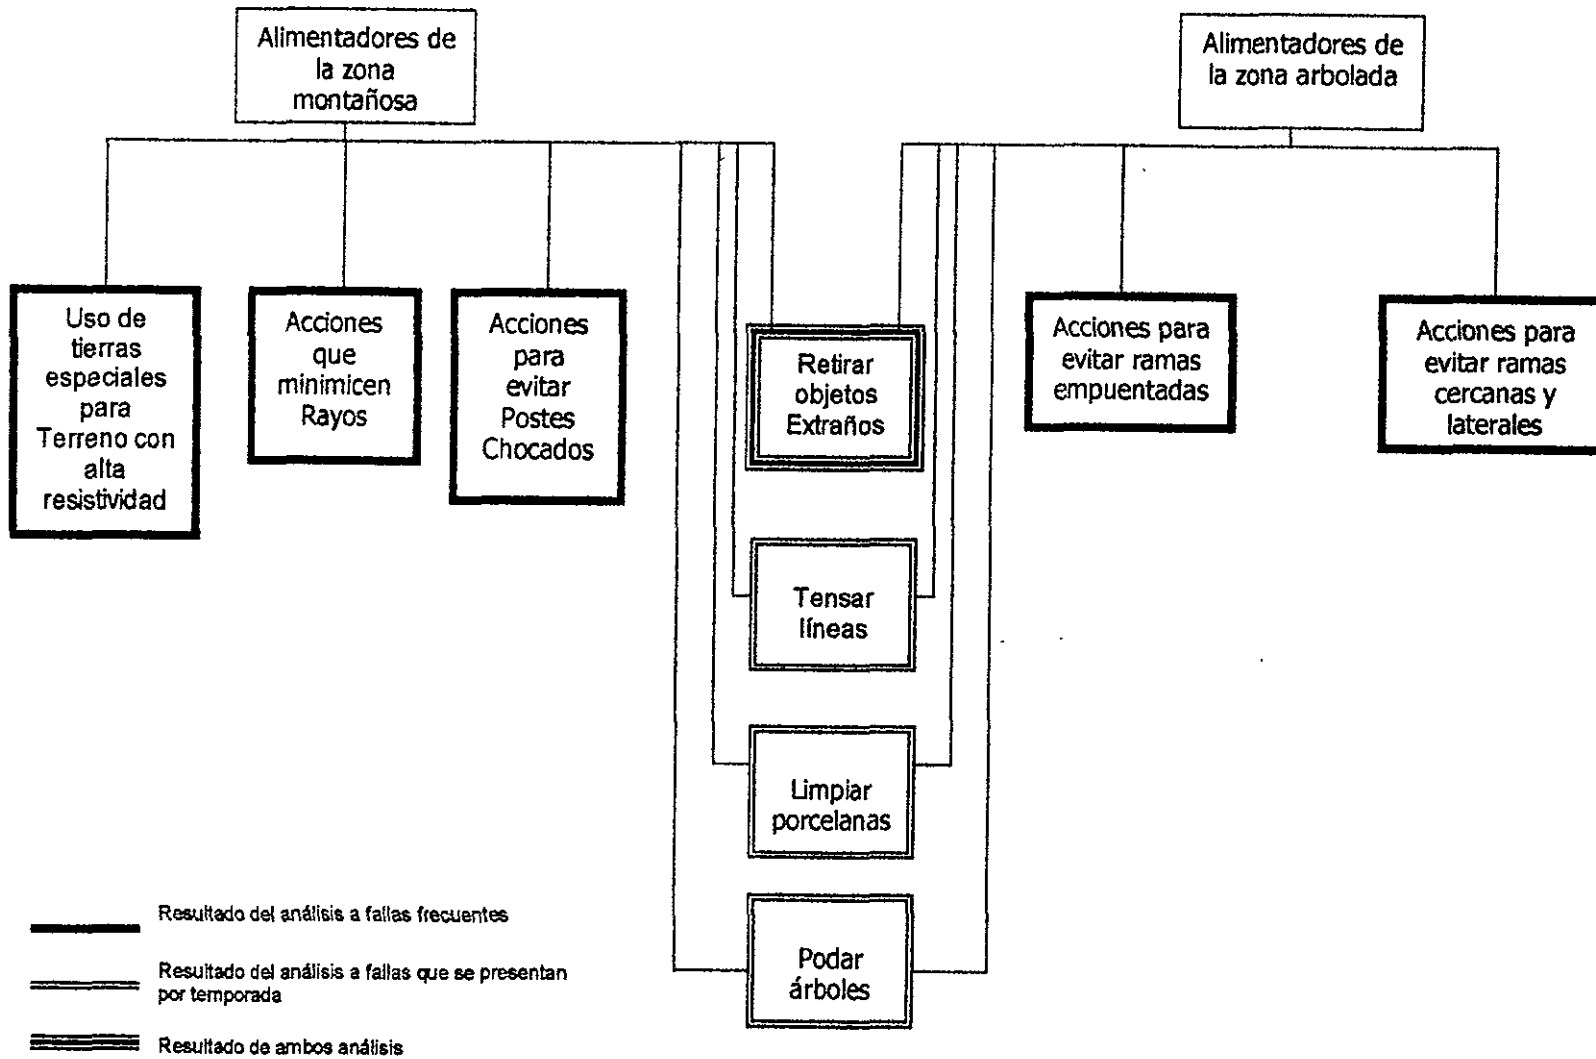 Alimentadores de
la zona
montañosa
Alimentadores de
la zona arbolada
Uso de
tierras
especiales
para
Terreno con
alta
resistividad
Acciones
que
minimicen
Rayos
Acciones
para
evitar
Postes
Chocados
Retirar
objetos
Extraños
Acciones para
evitar ramas
empuentadas
Acciones para
evitar ramas
cercanas y
laterales
Tensar
líneas
Limpiar
porcelanas
Podar
árboles
Resultado del análisis a fallas frecuentes
Resultado del análisis a fallas que se presentan
por temporada
Resultado de ambos análisis